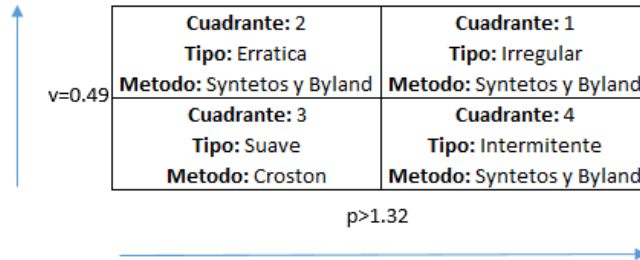 Cuadrante: 2
Tipo: Erratica
Metodo: Syntetos y Byland
Cuadrante: 1
Tipo: Irregular
Metodo: Syntetos y Byland
v=0.49
Cuadrante: 3
Tipo: Suave
Metodo: Croston
Cuadrante: 4
Tipo: Intermitente
Metodo: Syntetos y Byland
p>1.32